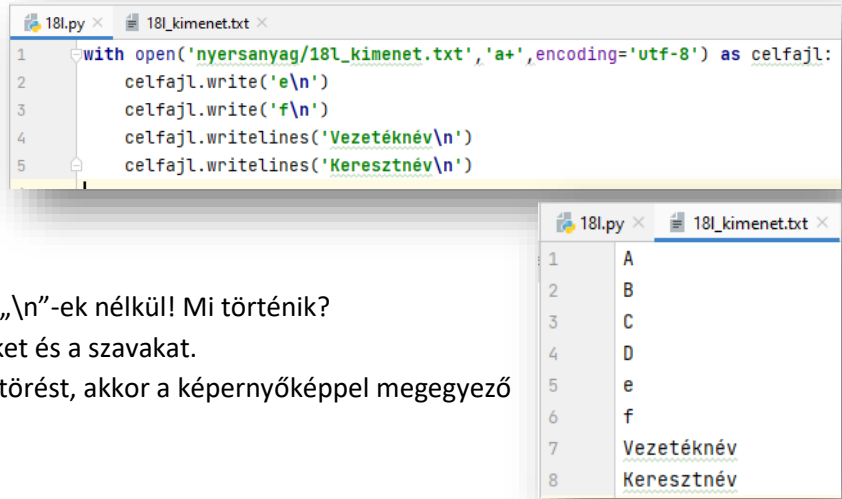 18l.py × 18l_kimenet.txt ×
1 with open('nyersanyag/18l_kimenet.txt','a+',encoding='utf-8') as celfajl:
2 celfajl.write('e\n')
3 celfajl.write('f\n')
4 celfajl.writelines('Vezetéknév\n')
5 celfajl.writelines('Keresztnév\n')
18l.py × 18l_kimenet.txt ×
1 A
2 B
3 C
4 D
5 e
6 f
7 Vezetéknév
8 Keresztnév
„\n”-ek nélkül! Mi történik?
ket és a szavakat.
törést, akkor a képernyőképpel megegyező